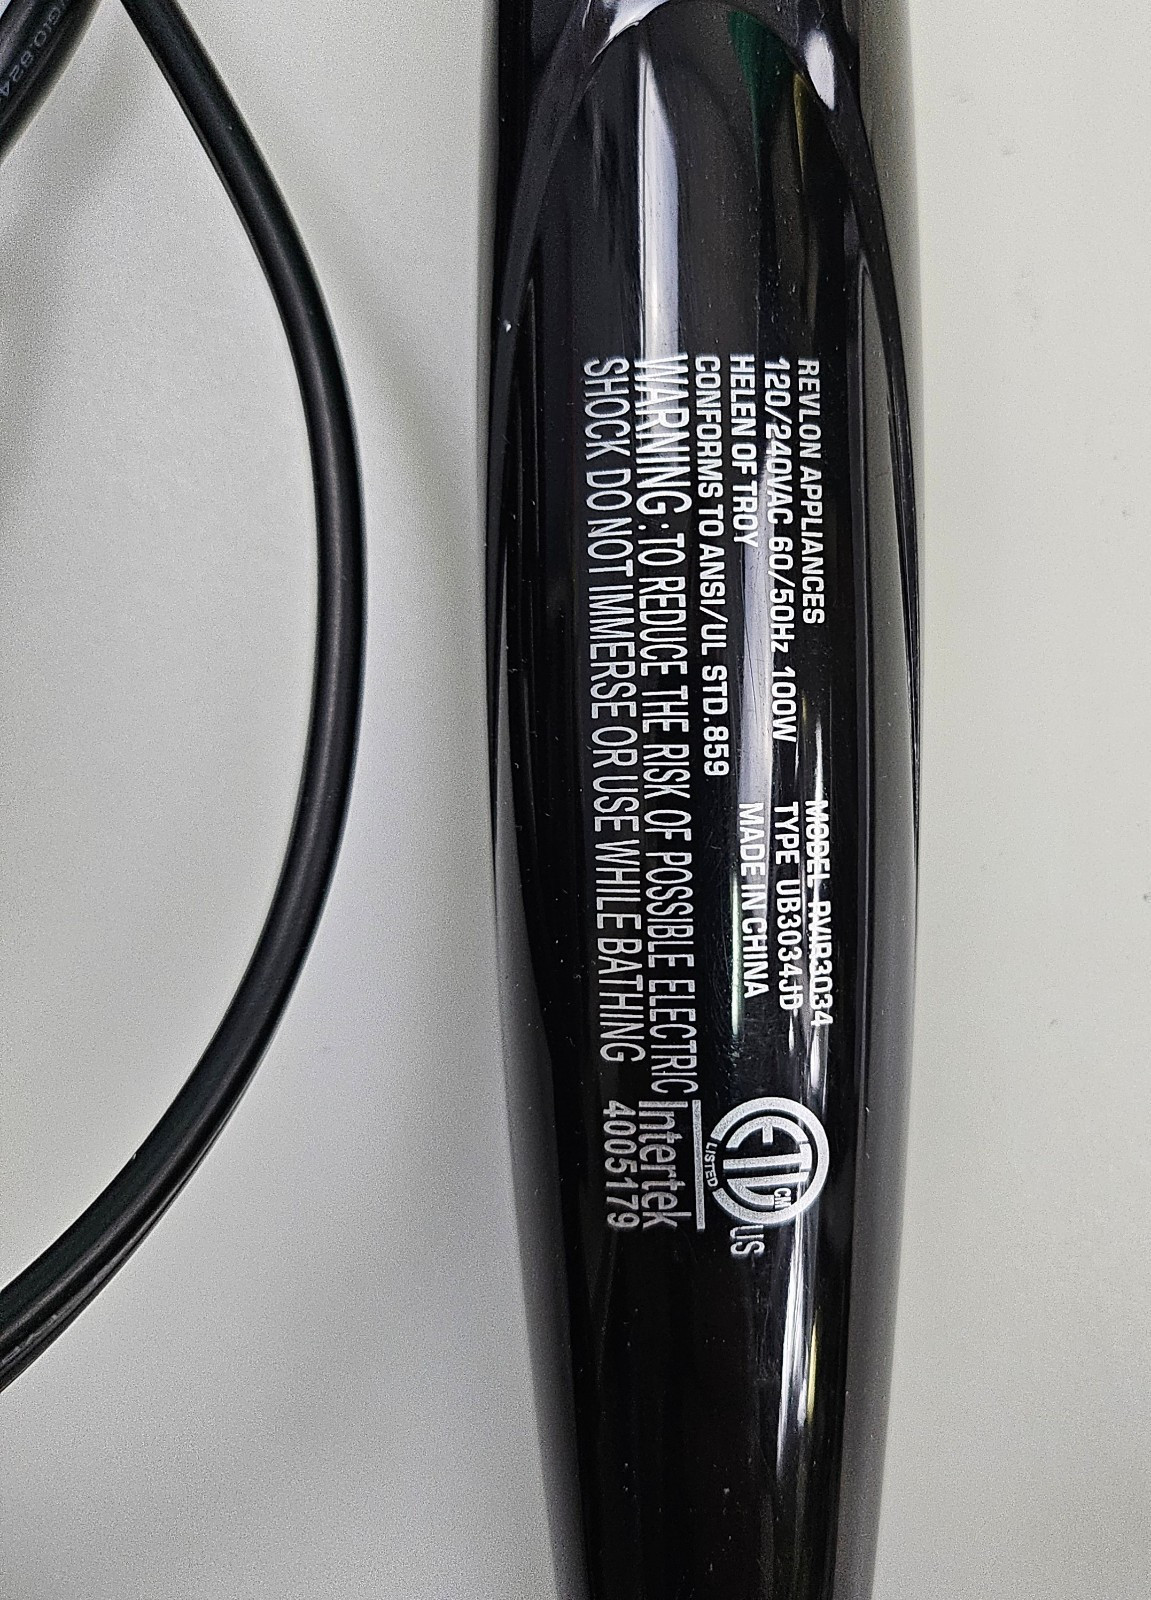 REVLON APPLIANCES
120/240VAC 60/50Hz 100W
HELEN OF TROY
CONFORMS TO ANSI/UL STD.859
WARNING: TO REDUCE THE RISK OF POSSIBLE ELECTRIC
SHOCK DO NOT IMMERSE OR USE WHILE BATHING
MODEL RVIR3034
TYPE UB3034JD
MADE IN CHINA
ETL CM
LISTED
US
Intertek
4005179